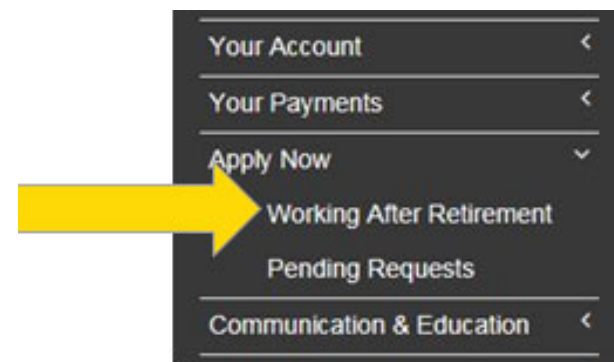 Your Account
Your Payments
Apply Now
Working After Retirement
Pending Requests
Communication & Education